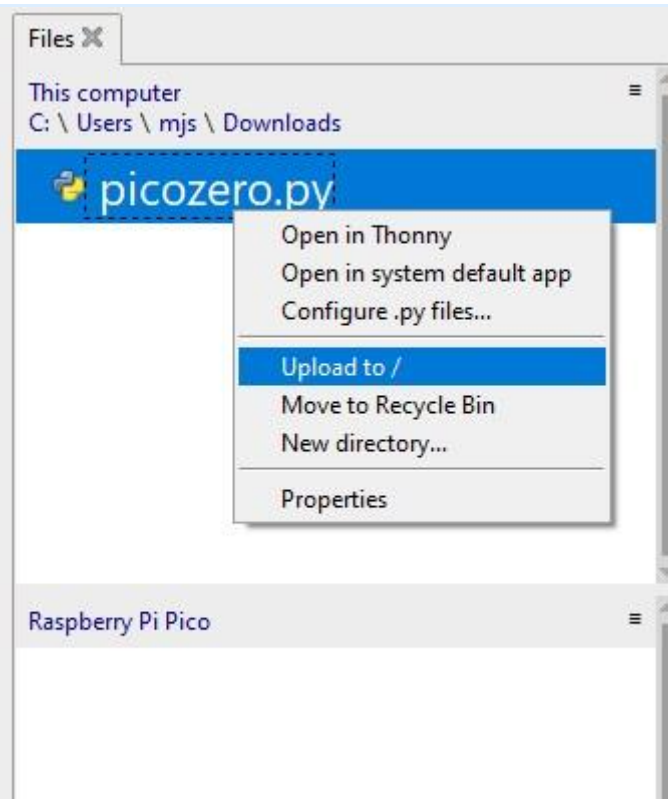 Files
This computer
C: \ Users \ mjs \ Downloads
picozero.py
Open in Thonny
Open in system default app
Configure .py files...
Upload to /
Move to Recycle Bin
New directory...
Properties
Raspberry Pi Pico